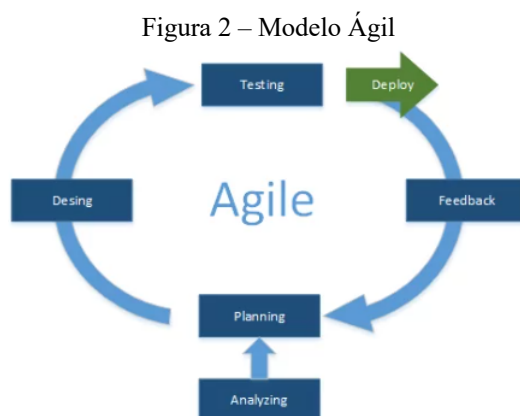 Figura 2 – Modelo Ágil
Testing
Deploy
Desing
Agile
Feedback
Planning
Analyzing